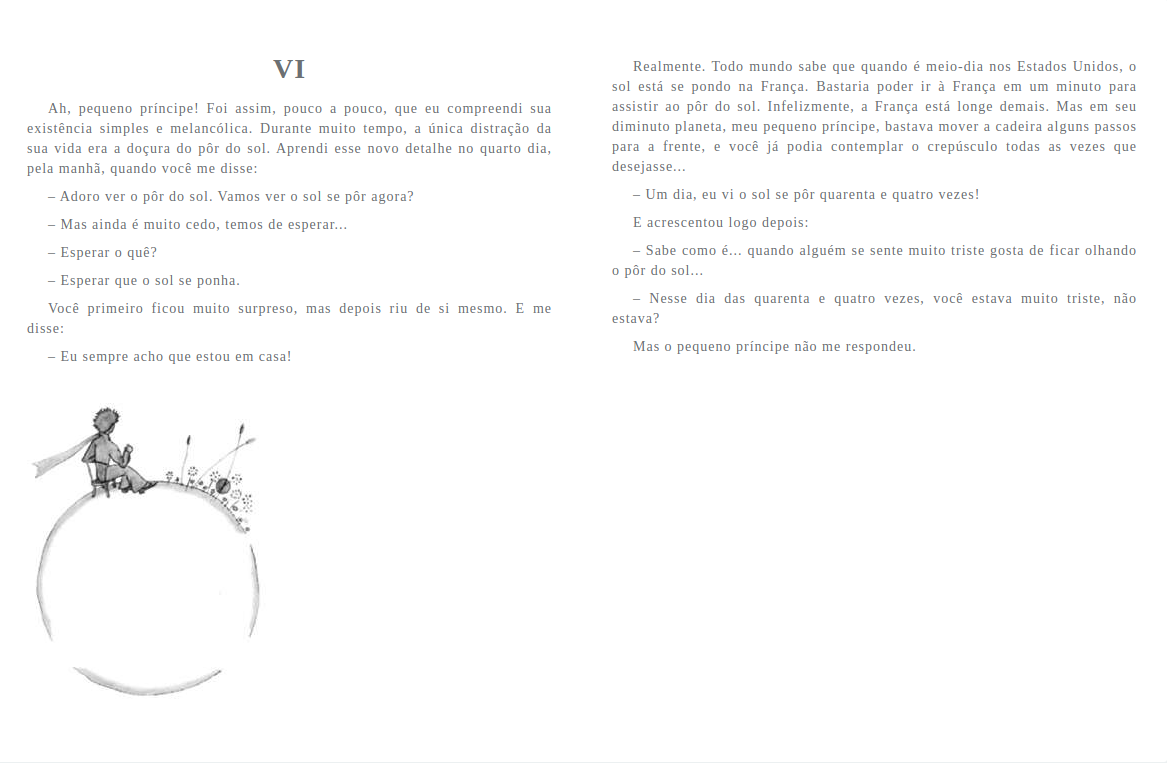 VI
Ah, pequeno príncipe! Foi assim, pouco a pouco, que eu compreendi sua
existência simples e melancólica. Durante muito tempo, a única distração da
sua vida era a doçura do pôr do sol. Aprendi esse novo detalhe no quarto dia,
pela manhã, quando você me disse:
– Adoro ver o pôr do sol. Vamos ver o sol se pôr agora?
– Mas ainda é muito cedo, temos de esperar...
– Esperar o quê?
– Esperar que o sol se ponha.
Você primeiro ficou muito surpreso, mas depois riu de si mesmo. E me
disse:
– Eu sempre acho que estou em casa!
Realmente. Todo mundo sabe que quando é meio-dia nos Estados Unidos, o
sol está se pondo na França. Bastaria poder ir à França em um minuto para
assistir ao pôr do sol. Infelizmente, a França está longe demais. Mas em seu
diminuto planeta, meu pequeno príncipe, bastava mover a cadeira alguns passos
para a frente, e você já podia contemplar o crepúsculo todas as vezes que
desejasse...
– Um dia, eu vi o sol se pôr quarenta e quatro vezes!
E acrescentou logo depois:
– Sabe como é... quando alguém se sente muito triste gosta de ficar olhando
o pôr do sol...
– Nesse dia das quarenta e quatro vezes, você estava muito triste, não
estava?
Mas o pequeno príncipe não me respondeu.